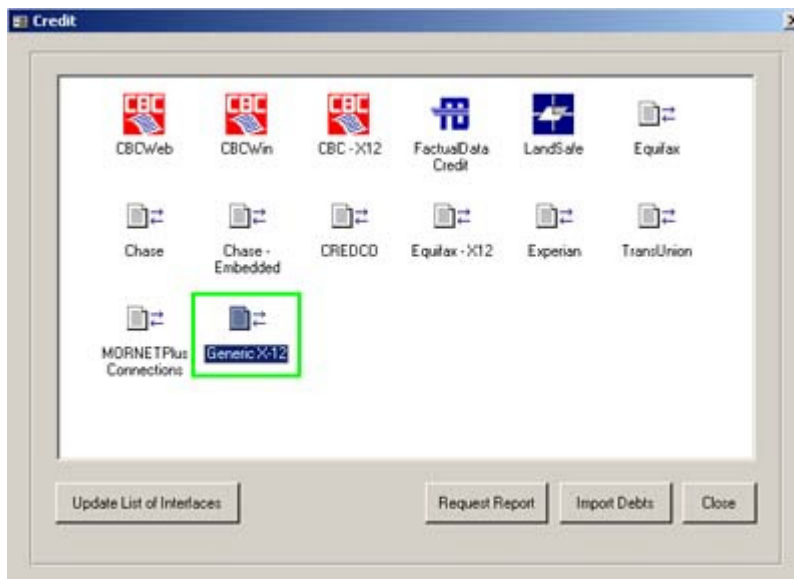 Credit
CBC CBC CBC
CBCWeb CBCWin CBC - X12 FactualData LandSafe Equifax
Credit
Chase Chase - CREDCO Equifax - X12 Experian TransUnion
Embedded
MORNETPlus Generic X-12
Connections
Update List of Interfaces Request Report Import Debts Close